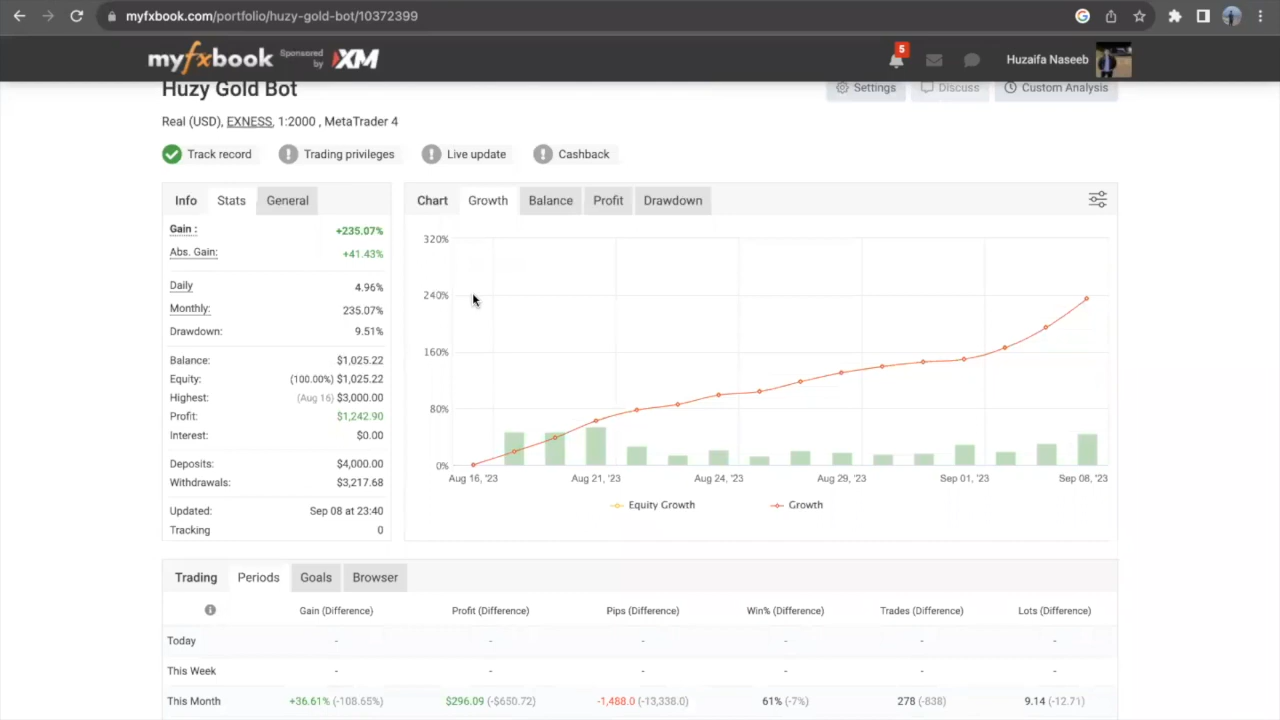 myfxbook.com/portfolio/huzy-gold-bot/10372399
myfxbook Sponsored by XM
5
Huzaifa Naseeb
Huzy Gold Bot
Settings
Discuss
Custom Analysis
Real (USD), EXNESS, 1:2000 , MetaTrader 4
Track record
Trading privileges
Live update
Cashback
Info Stats General
Gain : +235.07%
Abs. Gain: +41.43%
Daily 4.96%
Monthly: 235.07%
Drawdown: 9.51%
Balance: $1,025.22
Equity: (100.00%) $1,025.22
Highest: (Aug 16) $3,000.00
Profit: $1,242.90
Interest: $0.00
Deposits: $4,000.00
Withdrawals: $3,217.68
Updated: Sep 08 at 23:40
Tracking 0
Chart Growth Balance Profit Drawdown
320%
240%
160%
80%
0%
Aug 16, '23 Aug 21, '23 Aug 24, '23 Aug 29, '23 Sep 01, '23 Sep 08, '23
Equity Growth Growth
Trading Periods Goals Browser
Gain (Difference) Profit (Difference) Pips (Difference) Win% (Difference) Trades (Difference) Lots (Difference)
Today - - - - - -
This Week - - - - - -
This Month +36.61% (-108.65%) $296.09 (-$650.72) -1,488.0 (-13,338.0) 61% (-7%) 278 (-838) 9.14 (-12.71)